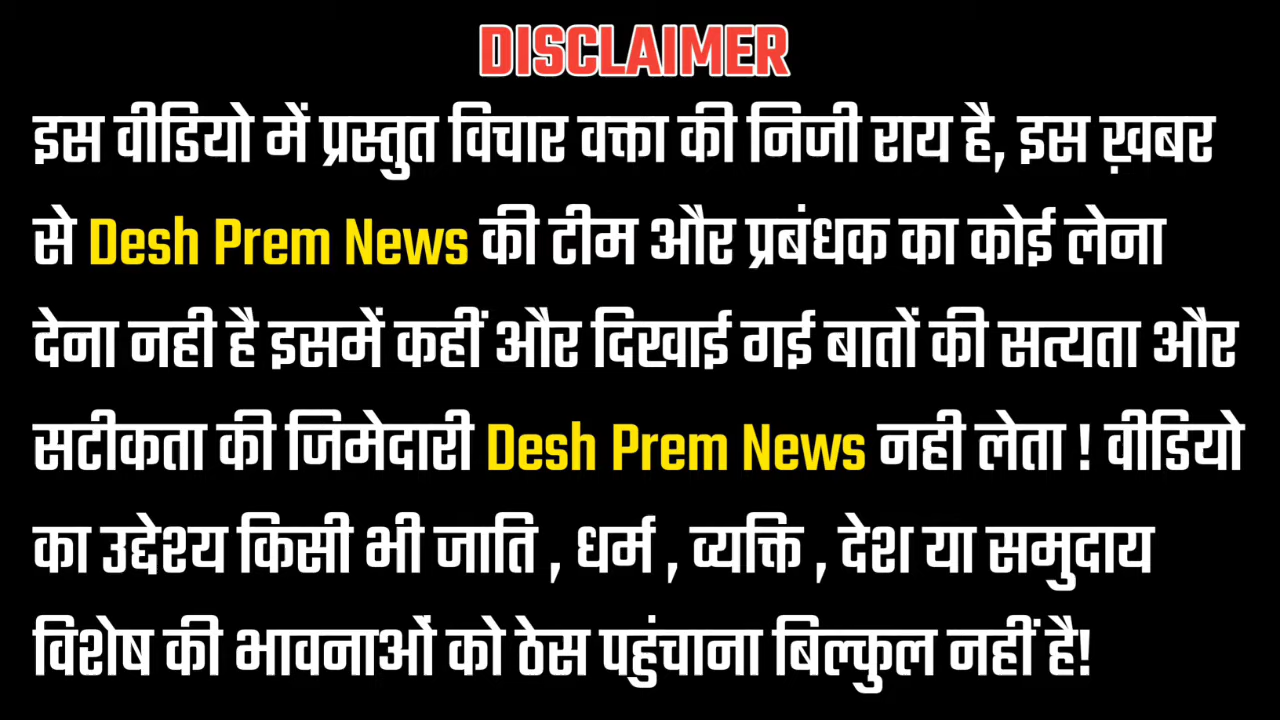 DISCLAIMER
इस वीडियो में प्रस्तुत विचार वक्ता की निजी राय है, इस ख़बर
से Desh Prem News की टीम और प्रबंधक का कोई लेना
देना नही है इसमें कहीं और दिखाई गई बातों की सत्यता और
सटीकता की जिमेदारी Desh Prem News नही लेता ! वीडियो
का उद्देश्य किसी भी जाति , धर्म , व्यक्ति , देश या समुदाय
विशेष की भावनाओं को ठेस पहुंचाना बिल्कुल नहीं है!